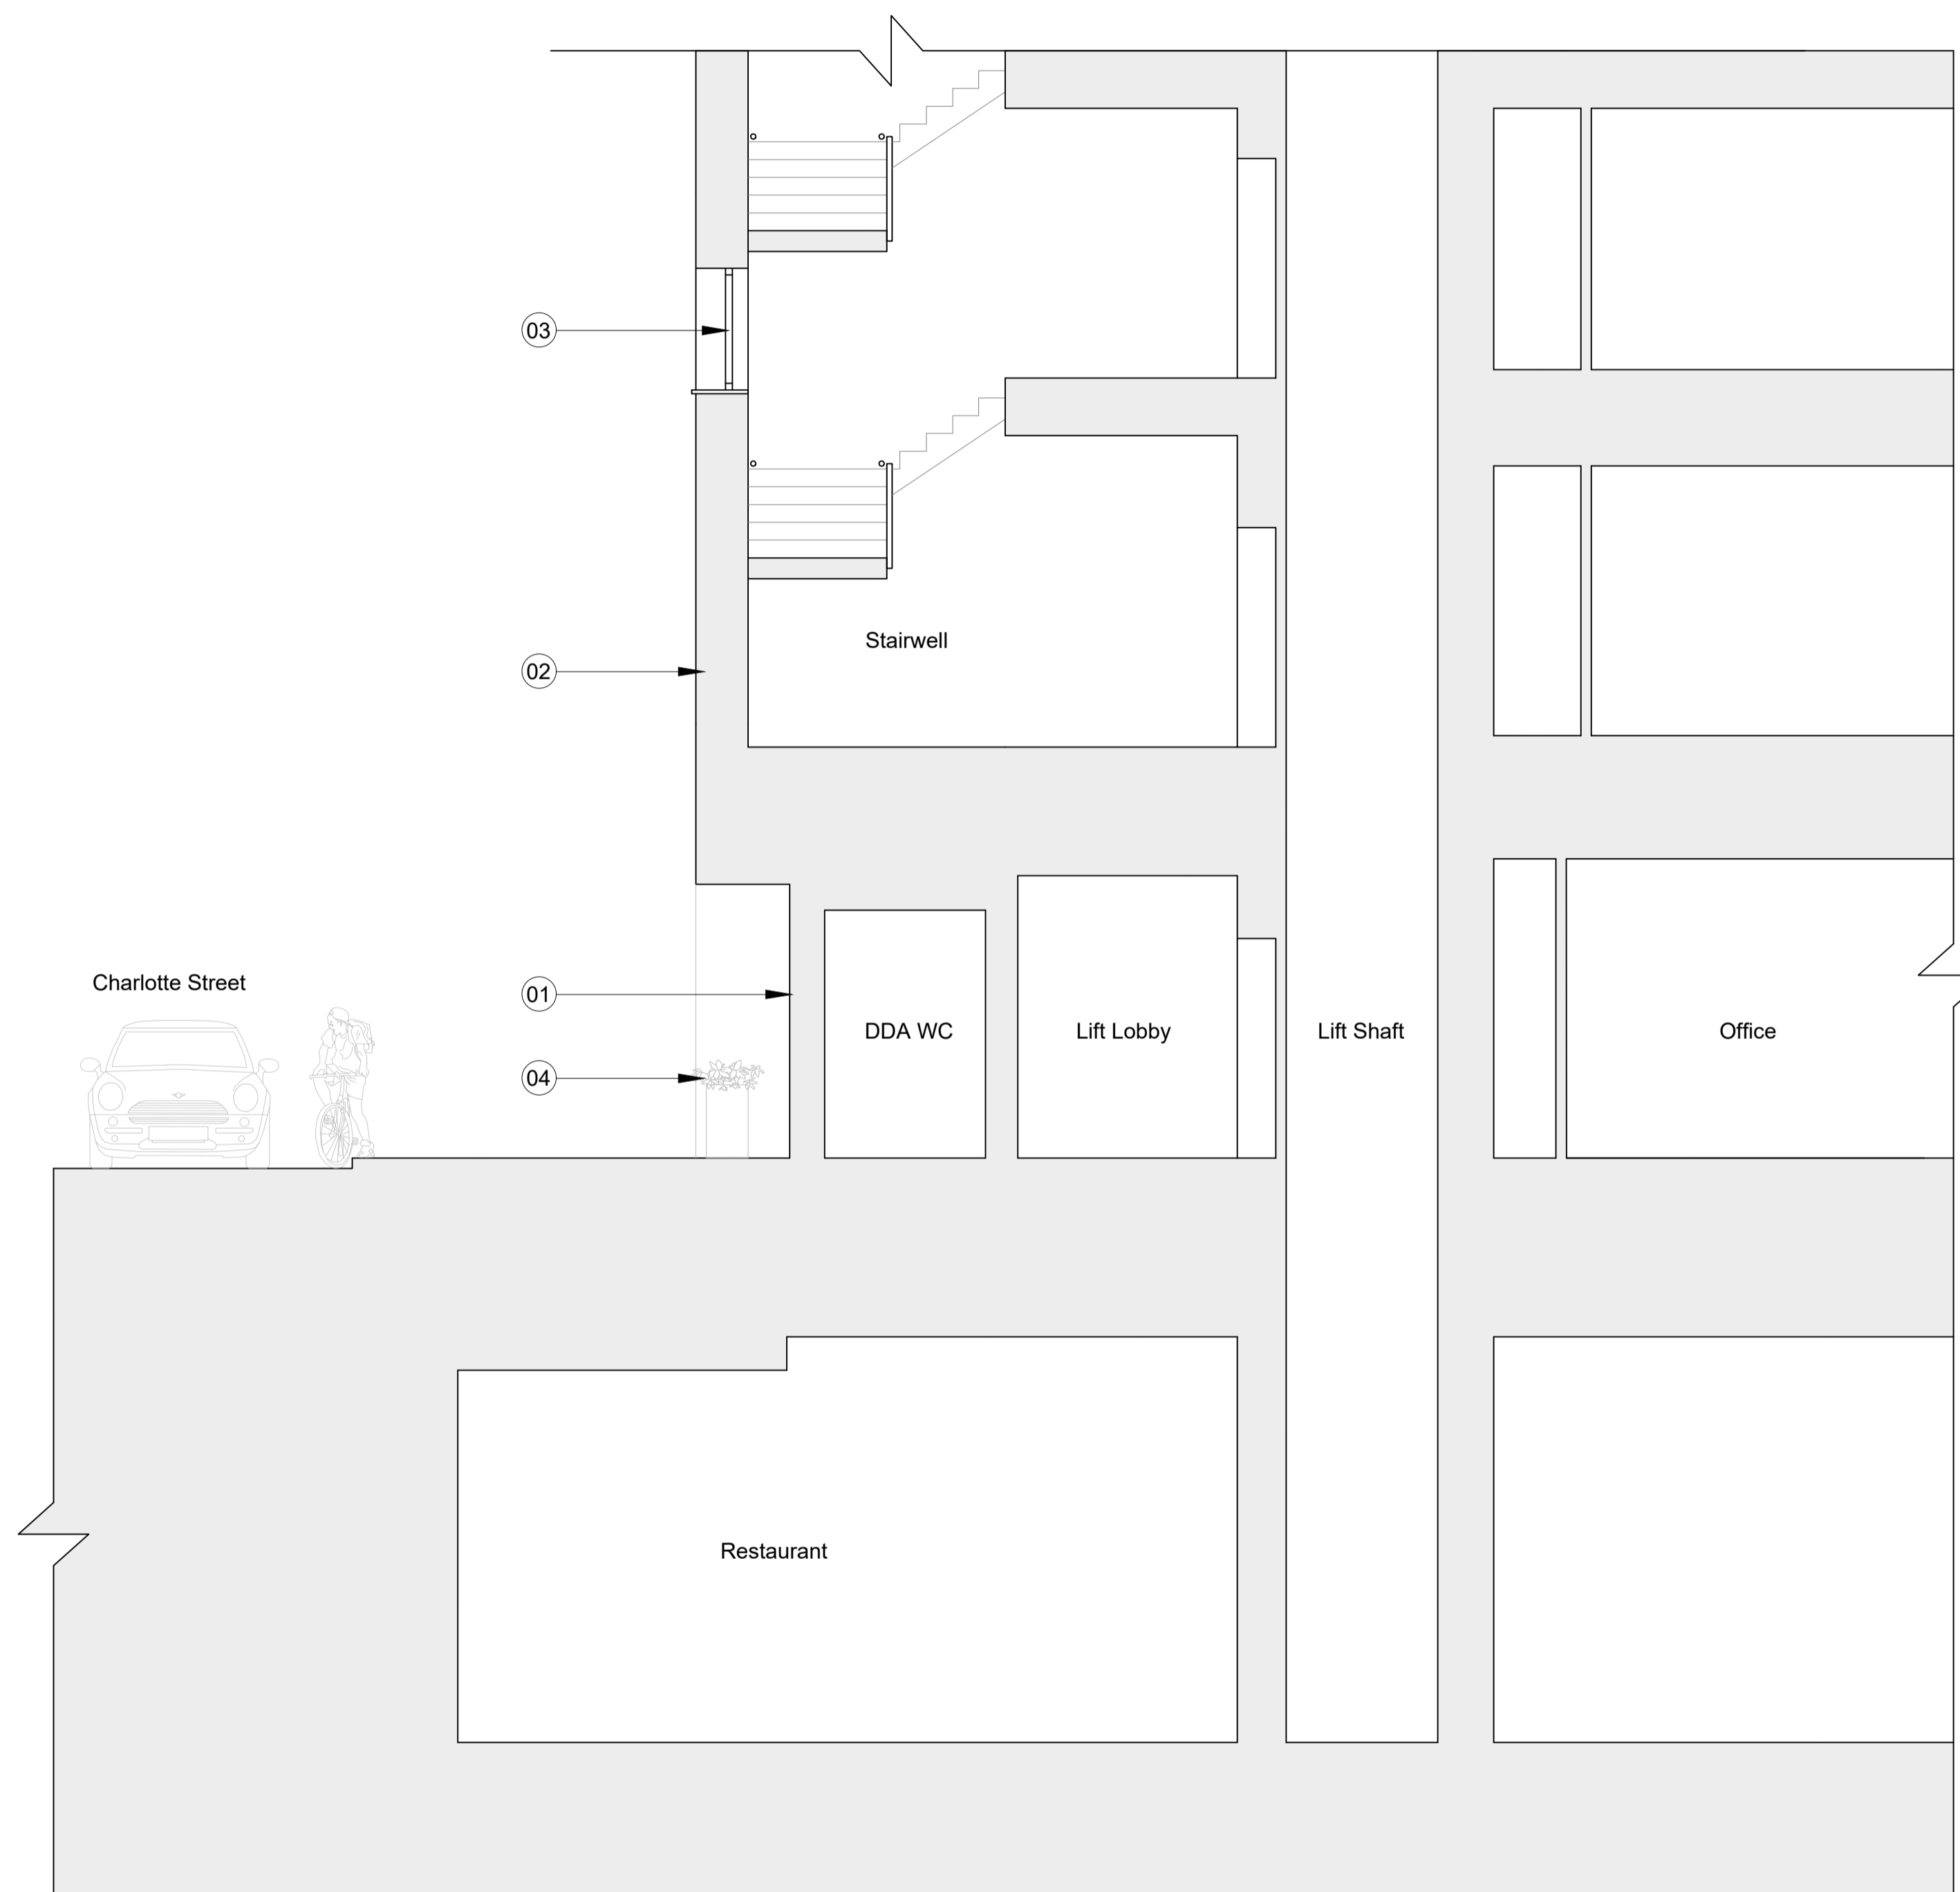 03
02
Stairwell
Charlotte Street
01
DDA WC
Lift Lobby
Lift Shaft
Office
04
Restaurant